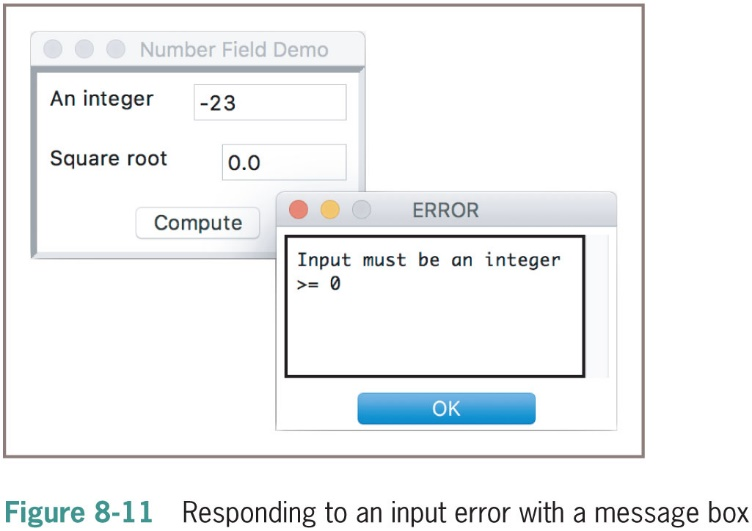 Number Field Demo
An integer -23
Square root 0.0
Compute
ERROR
Input must be an integer
>= 0
OK
Figure 8-11 Responding to an input error with a message box